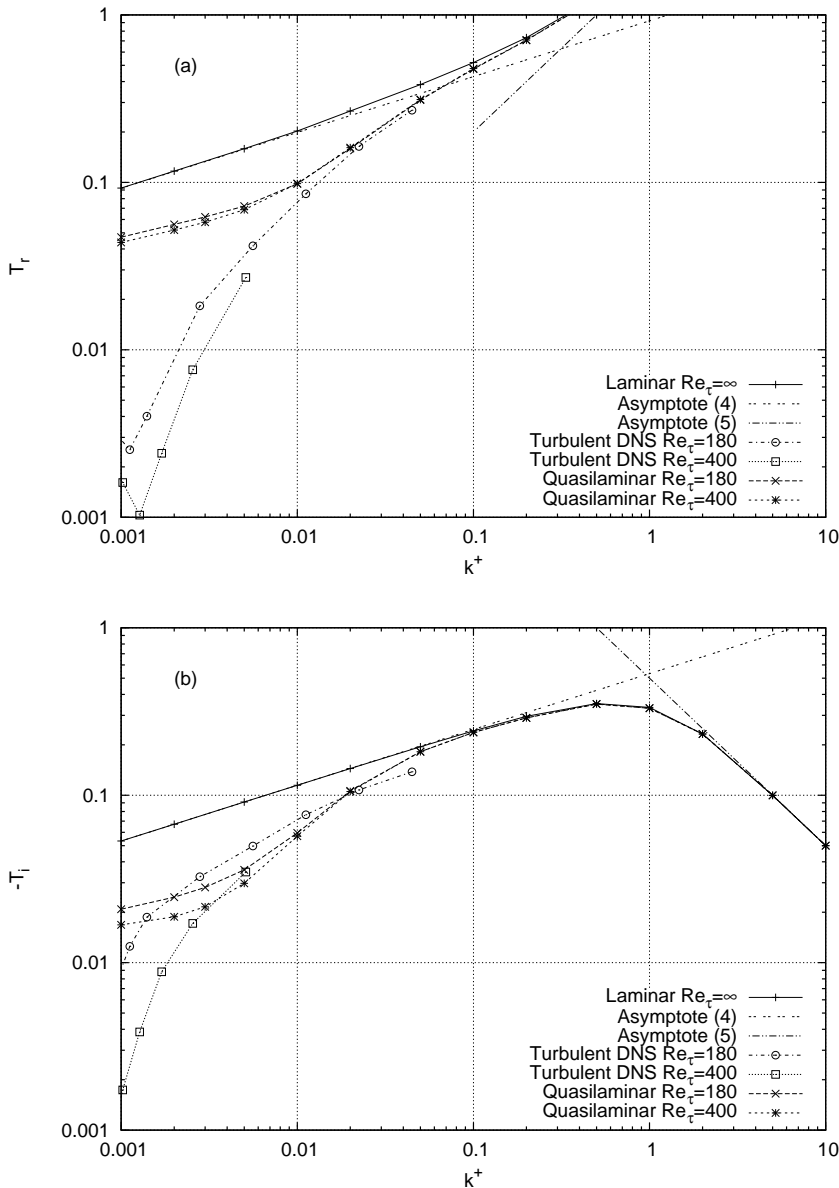 1
(a)
0.1
T_r
0.01
Laminar Re_τ=∞
Asymptote (4)
Asymptote (5)
Turbulent DNS Re_τ=180
Turbulent DNS Re_τ=400
Quasilaminar Re_τ=180
Quasilaminar Re_τ=400
0.001
0.001 0.01 0.1 1 10
k^+
1
(b)
0.1
-T_i
0.01
Laminar Re_τ=∞
Asymptote (4)
Asymptote (5)
Turbulent DNS Re_τ=180
Turbulent DNS Re_τ=400
Quasilaminar Re_τ=180
Quasilaminar Re_τ=400
0.001
0.001 0.01 0.1 1 10
k^+